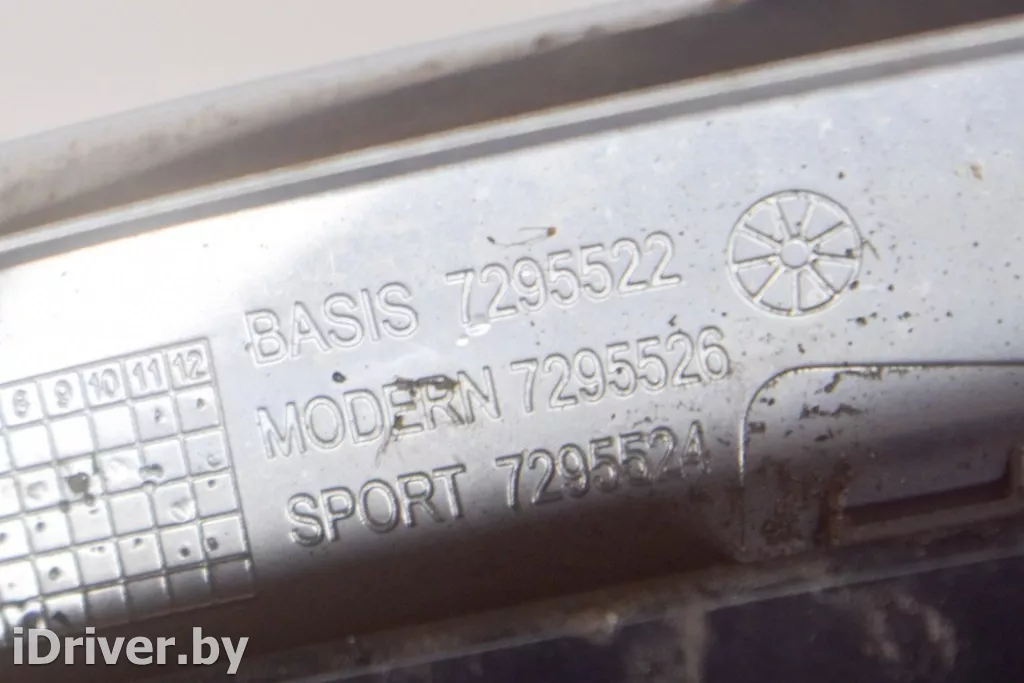 BASIS 7295522
MODERN 7295526
SPORT 7295524
8 9 10 11 12
iDriver.by